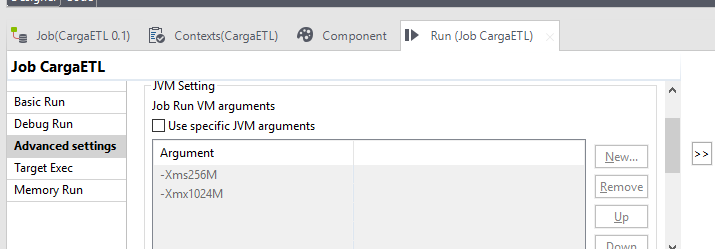 Job(CargaETL 0.1)
Contexts(CargaETL)
Component
Run (Job CargaETL)
Job CargaETL
Basic Run
Debug Run
Advanced settings
Target Exec
Memory Run
JVM Setting
Job Run VM arguments
Use specific JVM arguments
Argument
-Xms256M
-Xmx1024M
New...
Remove
Up
Down
>>